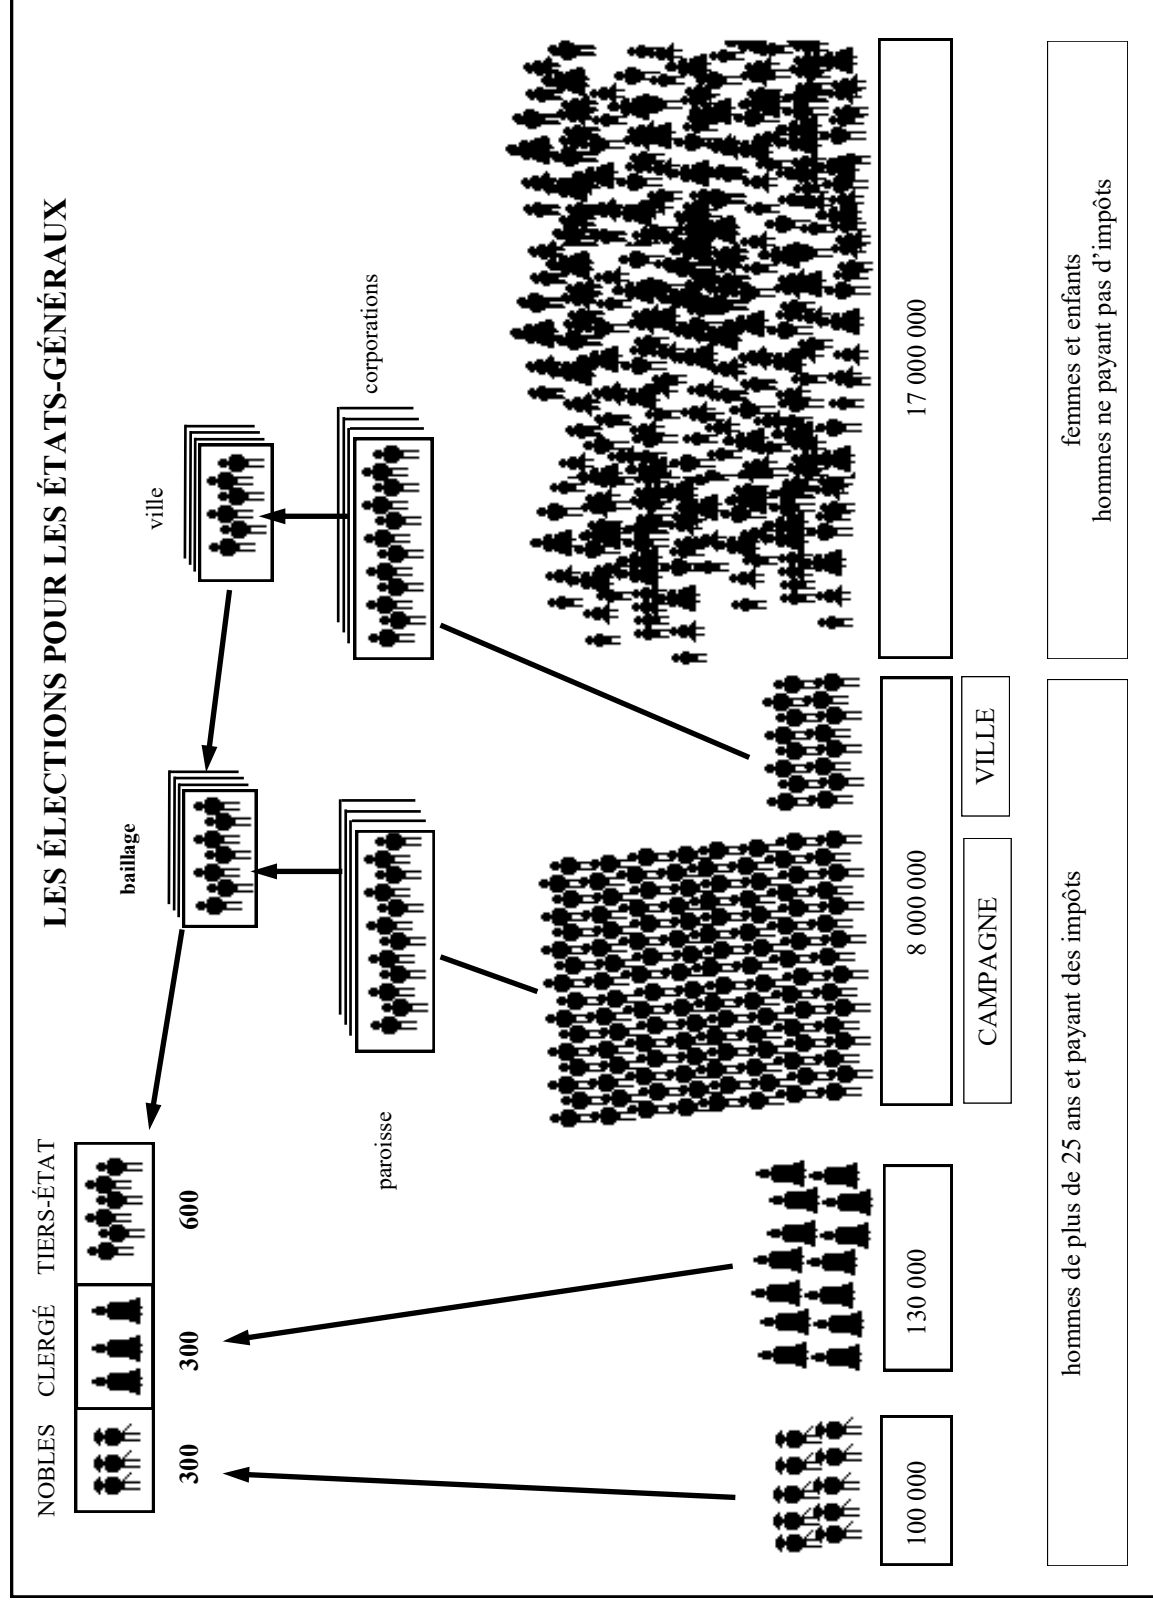 LES ÉLECTIONS POUR LES ÉTATS-GÉNÉRAUX
NOBLES
CLERGÉ
TIERS-ÉTAT
300
300
600
baillage
ville
paroisse
corporations
100 000
130 000
8 000 000
17 000 000
CAMPAGNE
VILLE
hommes de plus de 25 ans et payant des impôts
femmes et enfants
hommes ne payant pas d'impôts